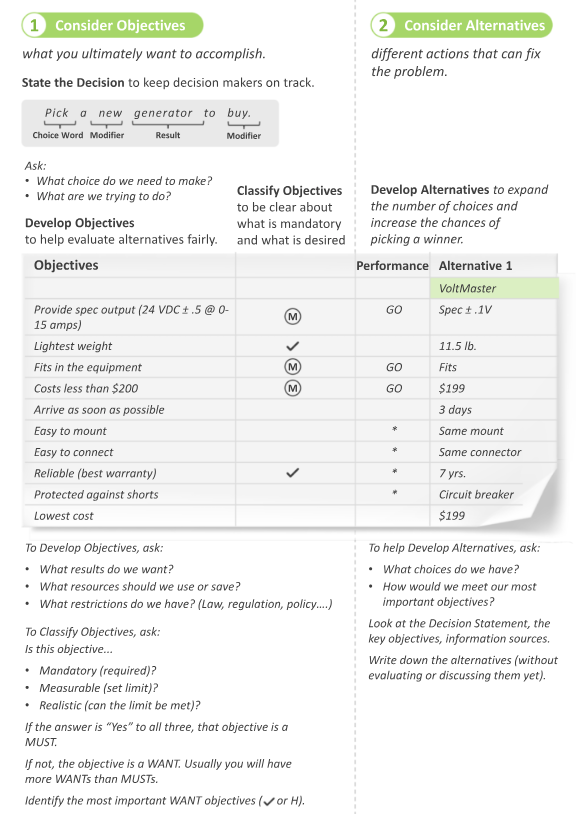 1 Consider Objectives
what you ultimately want to accomplish.
State the Decision to keep decision makers on track.
Pick a new generator to buy.
Choice Word Modifier Result Modifier
Ask:
• What choice do we need to make?
• What are we trying to do?
Develop Objectives
to help evaluate alternatives fairly.
Classify Objectives
to be clear about
what is mandatory
and what is desired
2 Consider Alternatives
different actions that can fix
the problem.
Develop Alternatives to expand
the number of choices and
increase the chances of
picking a winner.
Objectives Performance Alternative 1
VoltMaster
Provide spec output (24 VDC ± .5 @ 0-
15 amps) M GO Spec ± .1V
Lightest weight ✓ 11.5 lb.
Fits in the equipment M GO Fits
Costs less than $200 M GO $199
Arrive as soon as possible 3 days
Easy to mount * Same mount
Easy to connect * Same connector
Reliable (best warranty) ✓ * 7 yrs.
Protected against shorts * Circuit breaker
Lowest cost $199
To Develop Objectives, ask:
• What results do we want?
• What resources should we use or save?
• What restrictions do we have? (Law, regulation, policy....)
To Classify Objectives, ask:
Is this objective...
• Mandatory (required)?
• Measurable (set limit)?
• Realistic (can the limit be met)?
If the answer is “Yes” to all three, that objective is a
MUST.
If not, the objective is a WANT. Usually you will have
more WANTs than MUSTs.
Identify the most important WANT objectives (✓ or H).
To help Develop Alternatives, ask:
• What choices do we have?
• How would we meet our most
important objectives?
Look at the Decision Statement, the
key objectives, information sources.
Write down the alternatives (without
evaluating or discussing them yet).